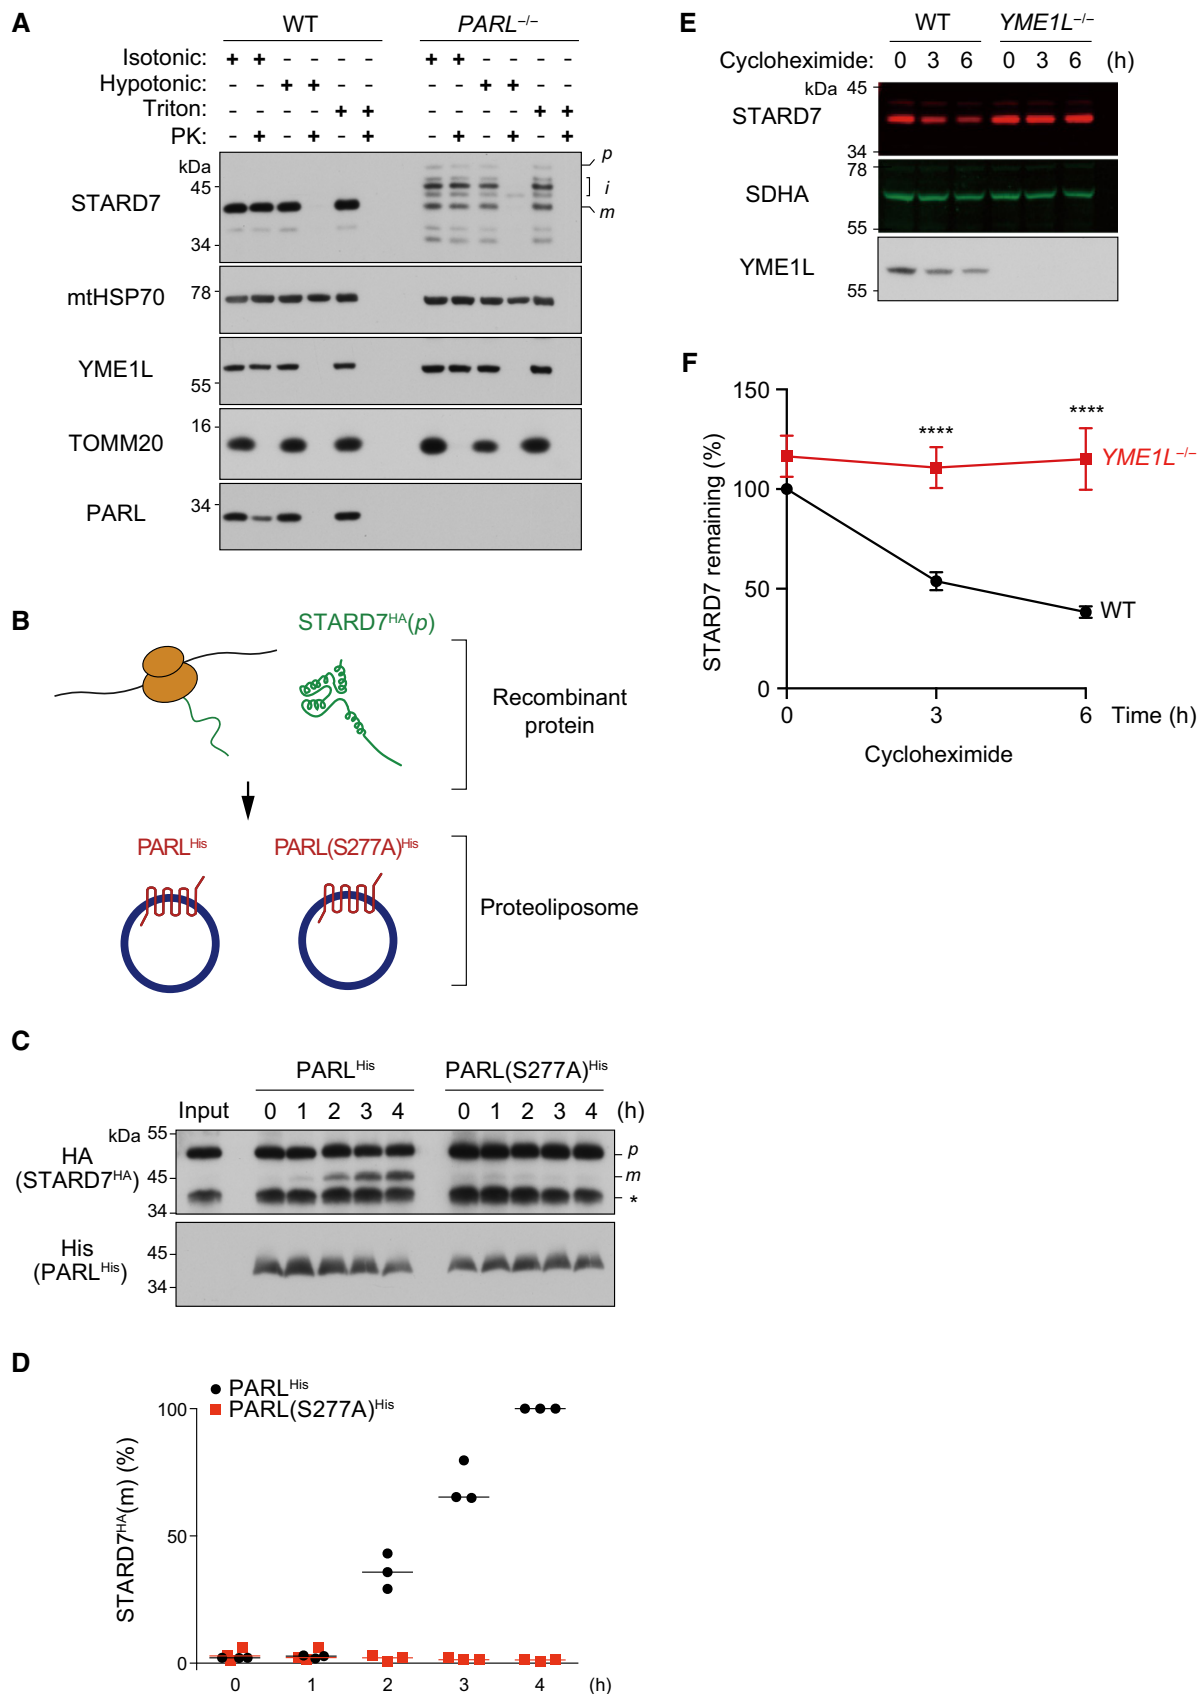 A
WT PARL–/–
Isotonic: + + – – – – + + – – – –
Hypotonic: – – + + – – – – + + – –
Triton: – – – – + + – – – – + +
PK: – + – + – + – + – + – +
kDa
p
STARD7 45 i
m
34
mtHSP70 78
YME1L 55
TOMM20 16
PARL 34
B
STARD7HA(p)
Recombinant
protein
PARLHis PARL(S277A)His
Proteoliposome
C
PARLHis PARL(S277A)His
Input 0 1 2 3 4 0 1 2 3 4 (h)
kDa 55
HA
(STARD7HA)
p
45 m
34 *
His
(PARLHis)
45
34
D
PARLHis
PARL(S277A)His
STARD7HA(m) (%)
100
50
0
0 1 2 3 4 (h)
E
WT YME1L–/–
Cycloheximide: 0 3 6 0 3 6 (h)
kDa 45
STARD7
34
78
SDHA
55
YME1L
55
F
STARD7 remaining (%)
150
100
50
0
**** ****
YME1L–/–
WT
0 3 6 Time (h)
Cycloheximide